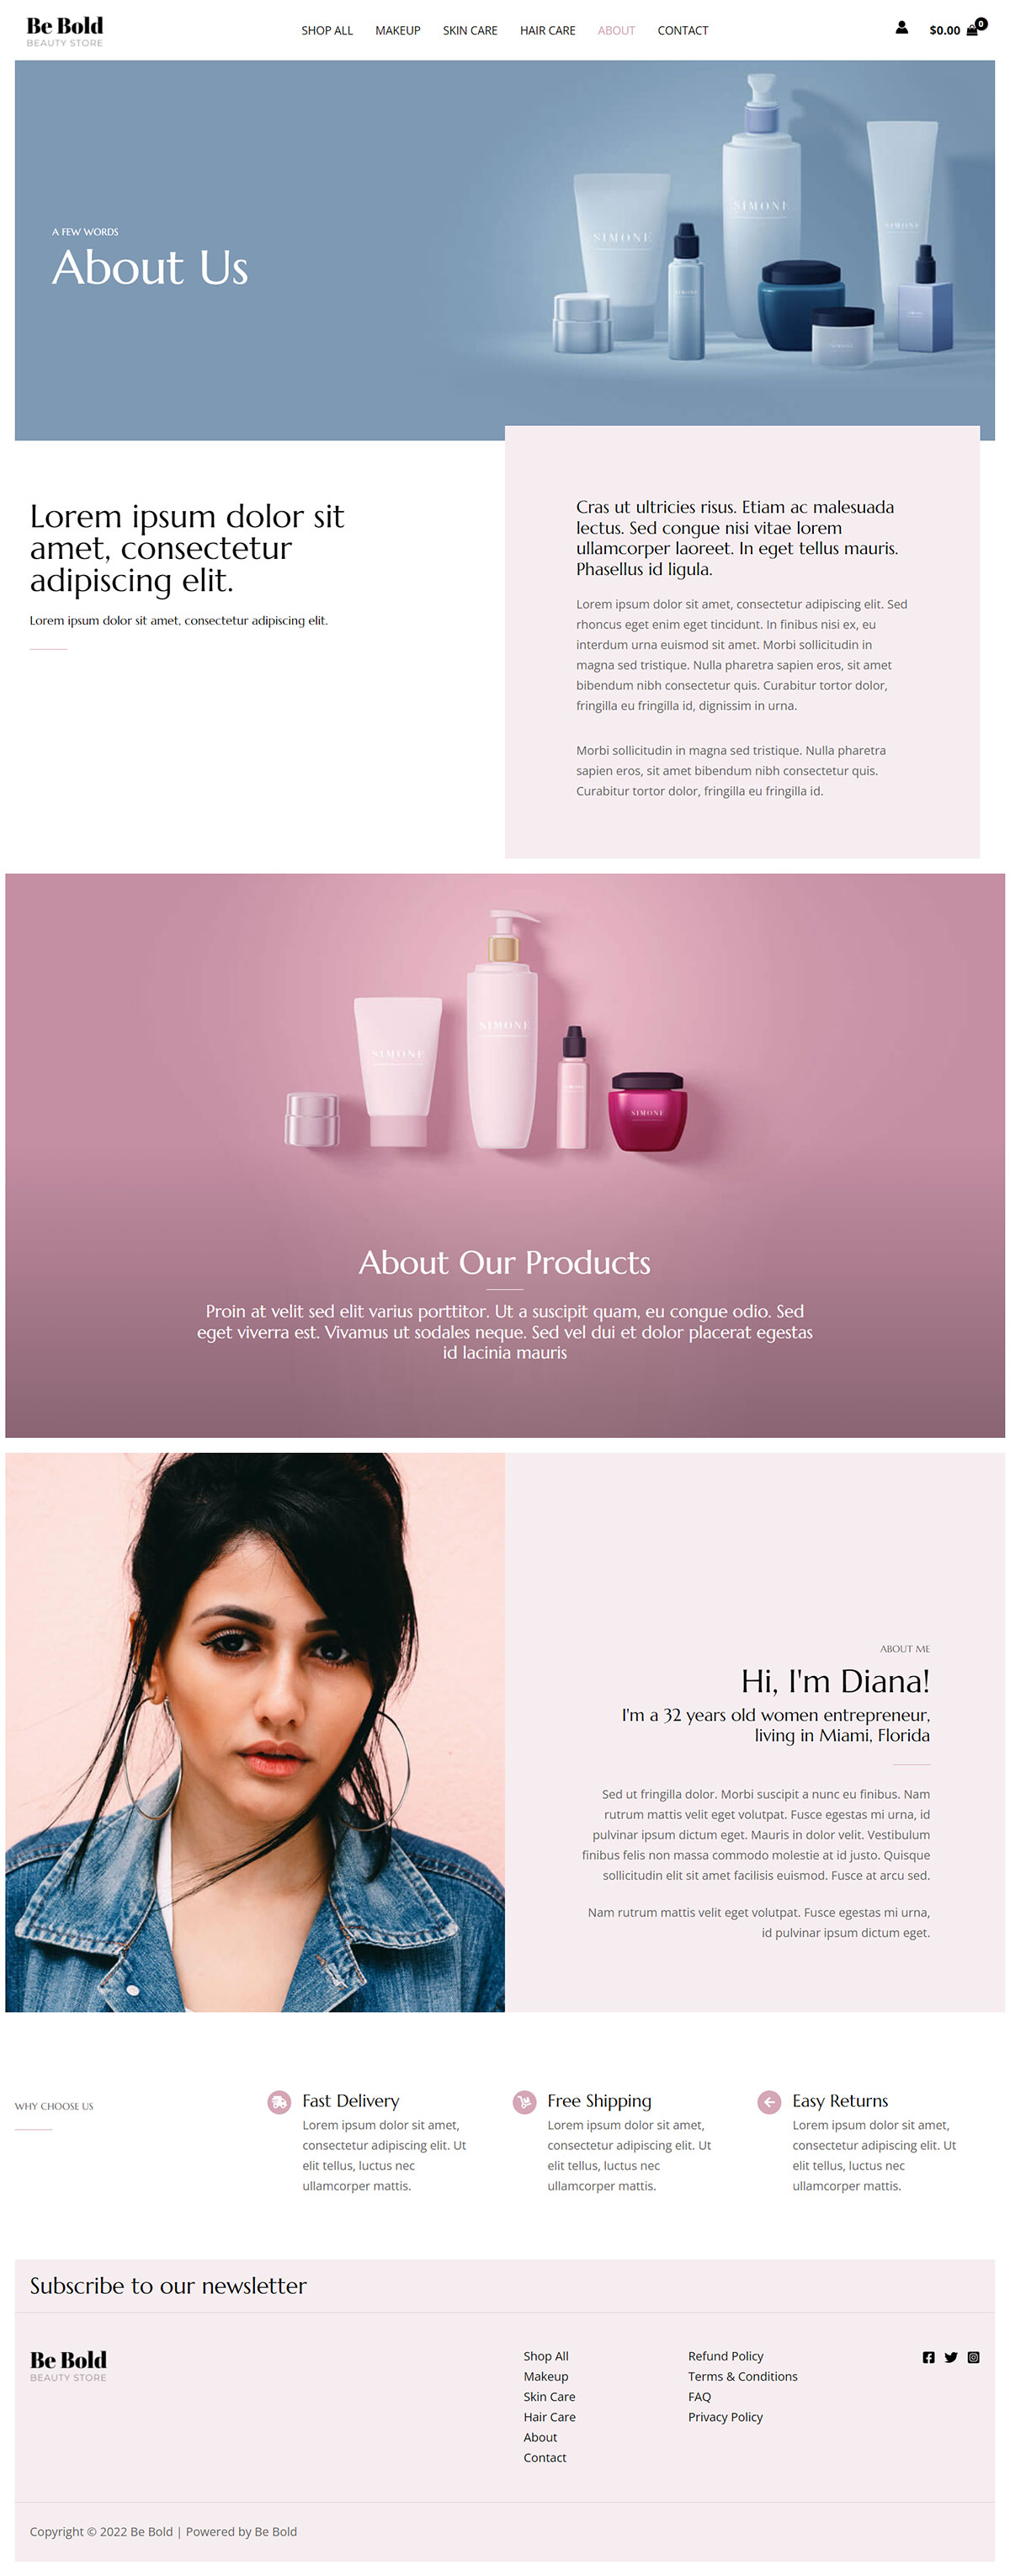 Be Bold
BEAUTY STORE
SHOP ALL MAKEUP SKIN CARE HAIR CARE ABOUT CONTACT
$0.00 0
A FEW WORDS
About Us
SIMONE
SIMONE
SIMONE
SIMONE
SIMONE
SIMONE
Lorem ipsum dolor sit
amet, consectetur
adipiscing elit.
Lorem ipsum dolor sit amet, consectetur adipiscing elit.
Cras ut ultricies risus. Etiam ac malesuada
lectus. Sed congue nisi vitae lorem
ullamcorper laoreet. In eget tellus mauris.
Phasellus id ligula.
Lorem ipsum dolor sit amet, consectetur adipiscing elit. Sed
rhoncus eget enim eget tincidunt. In finibus nisi ex, eu
interdum urna euismod sit amet. Morbi sollicitudin in
magna sed tristique. Nulla pharetra sapien eros, sit amet
bibendum nibh consectetur quis. Curabitur tortor dolor,
fringilla eu fringilla id, dignissim in urna.
Morbi sollicitudin in magna sed tristique. Nulla pharetra
sapien eros, sit amet bibendum nibh consectetur quis.
Curabitur tortor dolor, fringilla eu fringilla id.
SIMONE
SIMONE
SIMONE
SIMONE
About Our Products
Proin at velit sed elit varius porttitor. Ut a suscipit quam, eu congue odio. Sed
eget viverra est. Vivamus ut sodales neque. Sed vel dui et dolor placerat egestas
id lacinia mauris
ABOUT ME
Hi, I'm Diana!
I'm a 32 years old women entrepreneur,
living in Miami, Florida
Sed ut fringilla dolor. Morbi suscipit a nunc eu finibus. Nam
rutrum mattis velit eget volutpat. Fusce egestas mi urna, id
pulvinar ipsum dictum eget. Mauris in dolor velit. Vestibulum
finibus felis non massa commodo molestie at id justo. Quisque
sollicitudin elit sit amet facilisis euismod. Fusce at arcu sed.
Nam rutrum mattis velit eget volutpat. Fusce egestas mi urna,
id pulvinar ipsum dictum eget.
WHY CHOOSE US
Fast Delivery
Lorem ipsum dolor sit amet,
consectetur adipiscing elit. Ut
elit tellus, luctus nec
ullamcorper mattis.
Free Shipping
Lorem ipsum dolor sit amet,
consectetur adipiscing elit. Ut
elit tellus, luctus nec
ullamcorper mattis.
Easy Returns
Lorem ipsum dolor sit amet,
consectetur adipiscing elit. Ut
elit tellus, luctus nec
ullamcorper mattis.
Subscribe to our newsletter
Be Bold
BEAUTY STORE
Shop All
Makeup
Skin Care
Hair Care
About
Contact
Refund Policy
Terms & Conditions
FAQ
Privacy Policy
Copyright © 2022 Be Bold | Powered by Be Bold